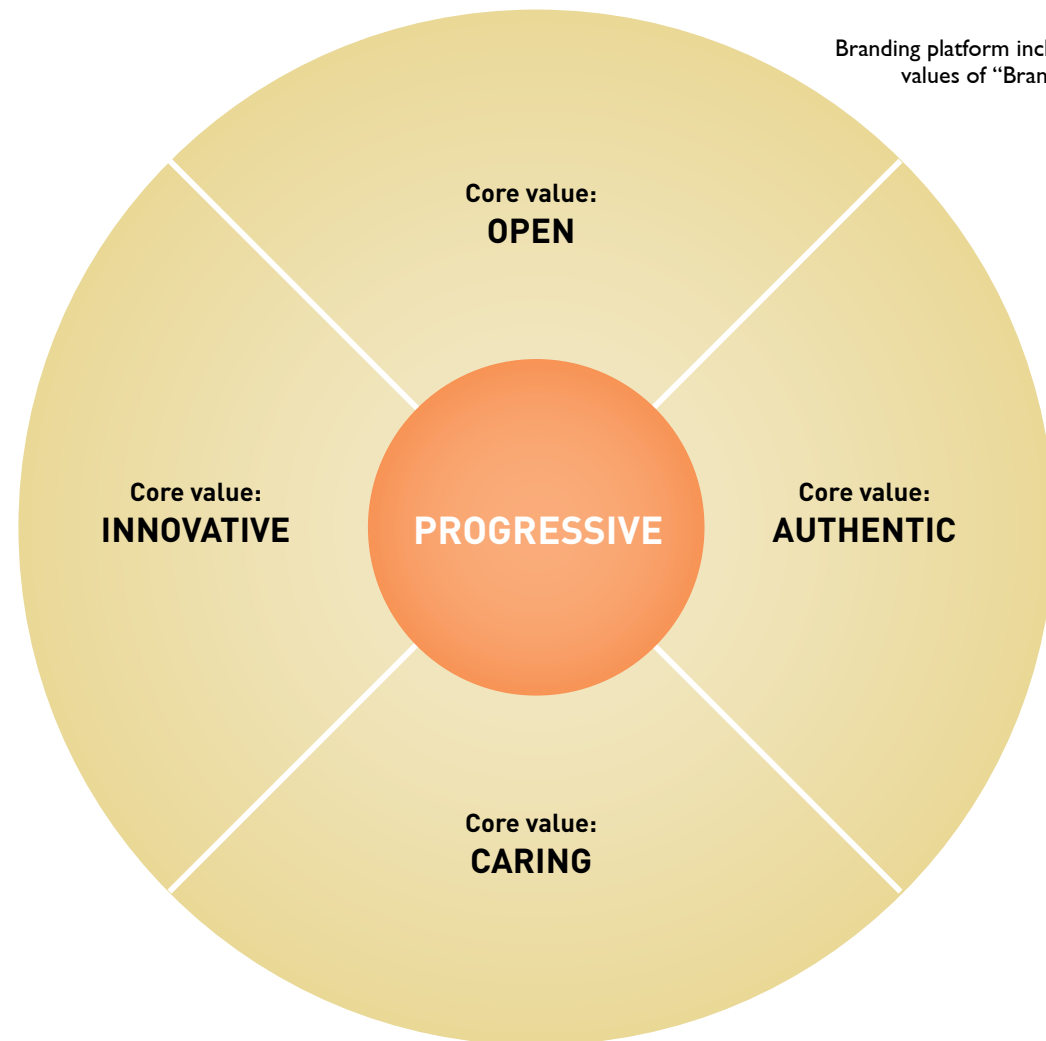 Branding platform incl
values of “Bran
Core value:
OPEN
Core value:
INNOVATIVE
PROGRESSIVE
Core value:
AUTHENTIC
Core value:
CARING